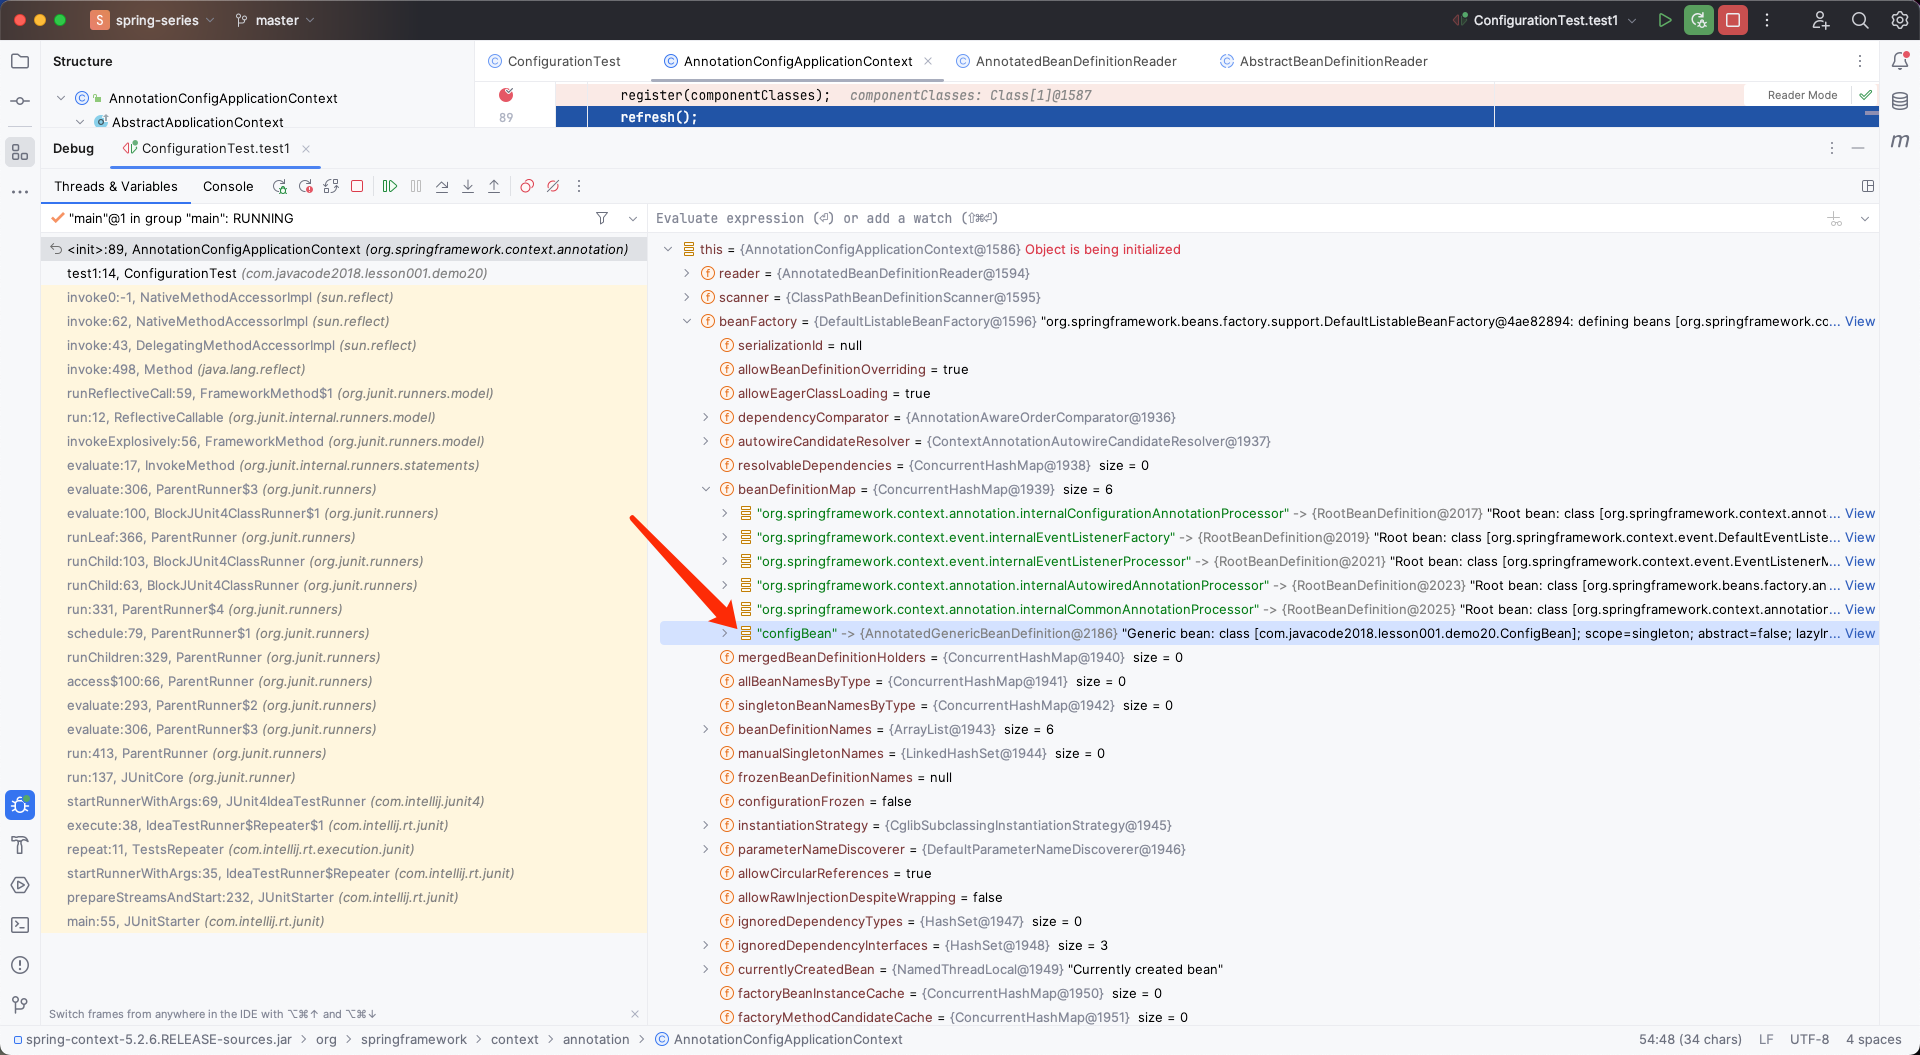 S spring-series master ConfigurationTest.test1
Structure
ConfigurationTest AnnotationConfigApplicationContext AnnotatedBeanDefinitionReader AbstractBeanDefinitionReader
AnnotationConfigApplicationContext
AbstractApplicationContext
register(componentClasses); componentClasses: Class[1]@1587
Reader Mode
89 refresh();
Debug ConfigurationTest.test1
Threads & Variables Console
"main"@1 in group "main": RUNNING
<init>:89, AnnotationConfigApplicationContext (org.springframework.context.annotation)
test1:14, ConfigurationTest (com.javacode2018.lesson001.demo20)
invoke0:-1, NativeMethodAccessorImpl (sun.reflect)
invoke:62, NativeMethodAccessorImpl (sun.reflect)
invoke:43, DelegatingMethodAccessorImpl (sun.reflect)
invoke:498, Method (java.lang.reflect)
runReflectiveCall:59, FrameworkMethod$1 (org.junit.runners.model)
run:12, ReflectiveCallable (org.junit.internal.runners.model)
invokeExplosively:56, FrameworkMethod (org.junit.runners.model)
evaluate:17, InvokeMethod (org.junit.internal.runners.statements)
evaluate:306, ParentRunner$3 (org.junit.runners)
evaluate:100, BlockJUnit4ClassRunner$1 (org.junit.runners)
runLeaf:366, ParentRunner (org.junit.runners)
runChild:103, BlockJUnit4ClassRunner (org.junit.runners)
runChild:63, BlockJUnit4ClassRunner (org.junit.runners)
run:331, ParentRunner$4 (org.junit.runners)
schedule:79, ParentRunner$1 (org.junit.runners)
runChildren:329, ParentRunner (org.junit.runners)
access$100:66, ParentRunner (org.junit.runners)
evaluate:293, ParentRunner$2 (org.junit.runners)
evaluate:306, ParentRunner$3 (org.junit.runners)
run:413, ParentRunner (org.junit.runners)
run:137, JUnitCore (org.junit.runner)
startRunnerWithArgs:69, JUnit4IdeaTestRunner (com.intellij.junit4)
execute:38, IdeaTestRunner$Repeater$1 (com.intellij.rt.junit)
repeat:11, TestsRepeater (com.intellij.rt.execution.junit)
startRunnerWithArgs:35, IdeaTestRunner$Repeater (com.intellij.rt.junit)
prepareStreamsAndStart:232, JUnitStarter (com.intellij.rt.junit)
main:55, JUnitStarter (com.intellij.rt.junit)
Switch frames from anywhere in the IDE with ⌥⌘↑ and ⌥⌘↓
Evaluate expression (⏎) or add a watch (⇧⌘⏎)
this = {AnnotationConfigApplicationContext@1586} Object is being initialized
reader = {AnnotatedBeanDefinitionReader@1594}
scanner = {ClassPathBeanDefinitionScanner@1595}
beanFactory = {DefaultListableBeanFactory@1596} "org.springframework.beans.factory.support.DefaultListableBeanFactory@4ae82894: defining beans [org.springframework.co... View
serializationId = null
allowBeanDefinitionOverriding = true
allowEagerClassLoading = true
dependencyComparator = {AnnotationAwareOrderComparator@1936}
autowireCandidateResolver = {ContextAnnotationAutowireCandidateResolver@1937}
resolvableDependencies = {ConcurrentHashMap@1938} size = 0
beanDefinitionMap = {ConcurrentHashMap@1939} size = 6
"org.springframework.context.annotation.internalConfigurationAnnotationProcessor" -> {RootBeanDefinition@2017} "Root bean: class [org.springframework.context.annot... View
"org.springframework.context.event.internalEventListenerFactory" -> {RootBeanDefinition@2019} "Root bean: class [org.springframework.context.event.DefaultEventListe... View
"org.springframework.context.event.internalEventListenerProcessor" -> {RootBeanDefinition@2021} "Root bean: class [org.springframework.context.event.EventListenerM... View
"org.springframework.context.annotation.internalAutowiredAnnotationProcessor" -> {RootBeanDefinition@2023} "Root bean: class [org.springframework.beans.factory.an... View
"org.springframework.context.annotation.internalCommonAnnotationProcessor" -> {RootBeanDefinition@2025} "Root bean: class [org.springframework.context.annotation... View
"configBean" -> {AnnotatedGenericBeanDefinition@2186} "Generic bean: class [com.javacode2018.lesson001.demo20.ConfigBean]; scope=singleton; abstract=false; lazyIr... View
mergedBeanDefinitionHolders = {ConcurrentHashMap@1940} size = 0
allBeanNamesByType = {ConcurrentHashMap@1941} size = 0
singletonBeanNamesByType = {ConcurrentHashMap@1942} size = 0
beanDefinitionNames = {ArrayList@1943} size = 6
manualSingletonNames = {LinkedHashSet@1944} size = 0
frozenBeanDefinitionNames = null
configurationFrozen = false
instantiationStrategy = {CglibSubclassingInstantiationStrategy@1945}
parameterNameDiscoverer = {DefaultParameterNameDiscoverer@1946}
allowCircularReferences = true
allowRawInjectionDespiteWrapping = false
ignoredDependencyTypes = {HashSet@1947} size = 0
ignoredDependencyInterfaces = {HashSet@1948} size = 3
currentlyCreatedBean = {NamedThreadLocal@1949} "Currently created bean"
factoryBeanInstanceCache = {ConcurrentHashMap@1950} size = 0
factoryMethodCandidateCache = {ConcurrentHashMap@1951} size = 0
spring-context-5.2.6.RELEASE-sources.jar > org > springframework > context > annotation > AnnotationConfigApplicationContext
54:48 (34 chars) LF UTF-8 4 spaces